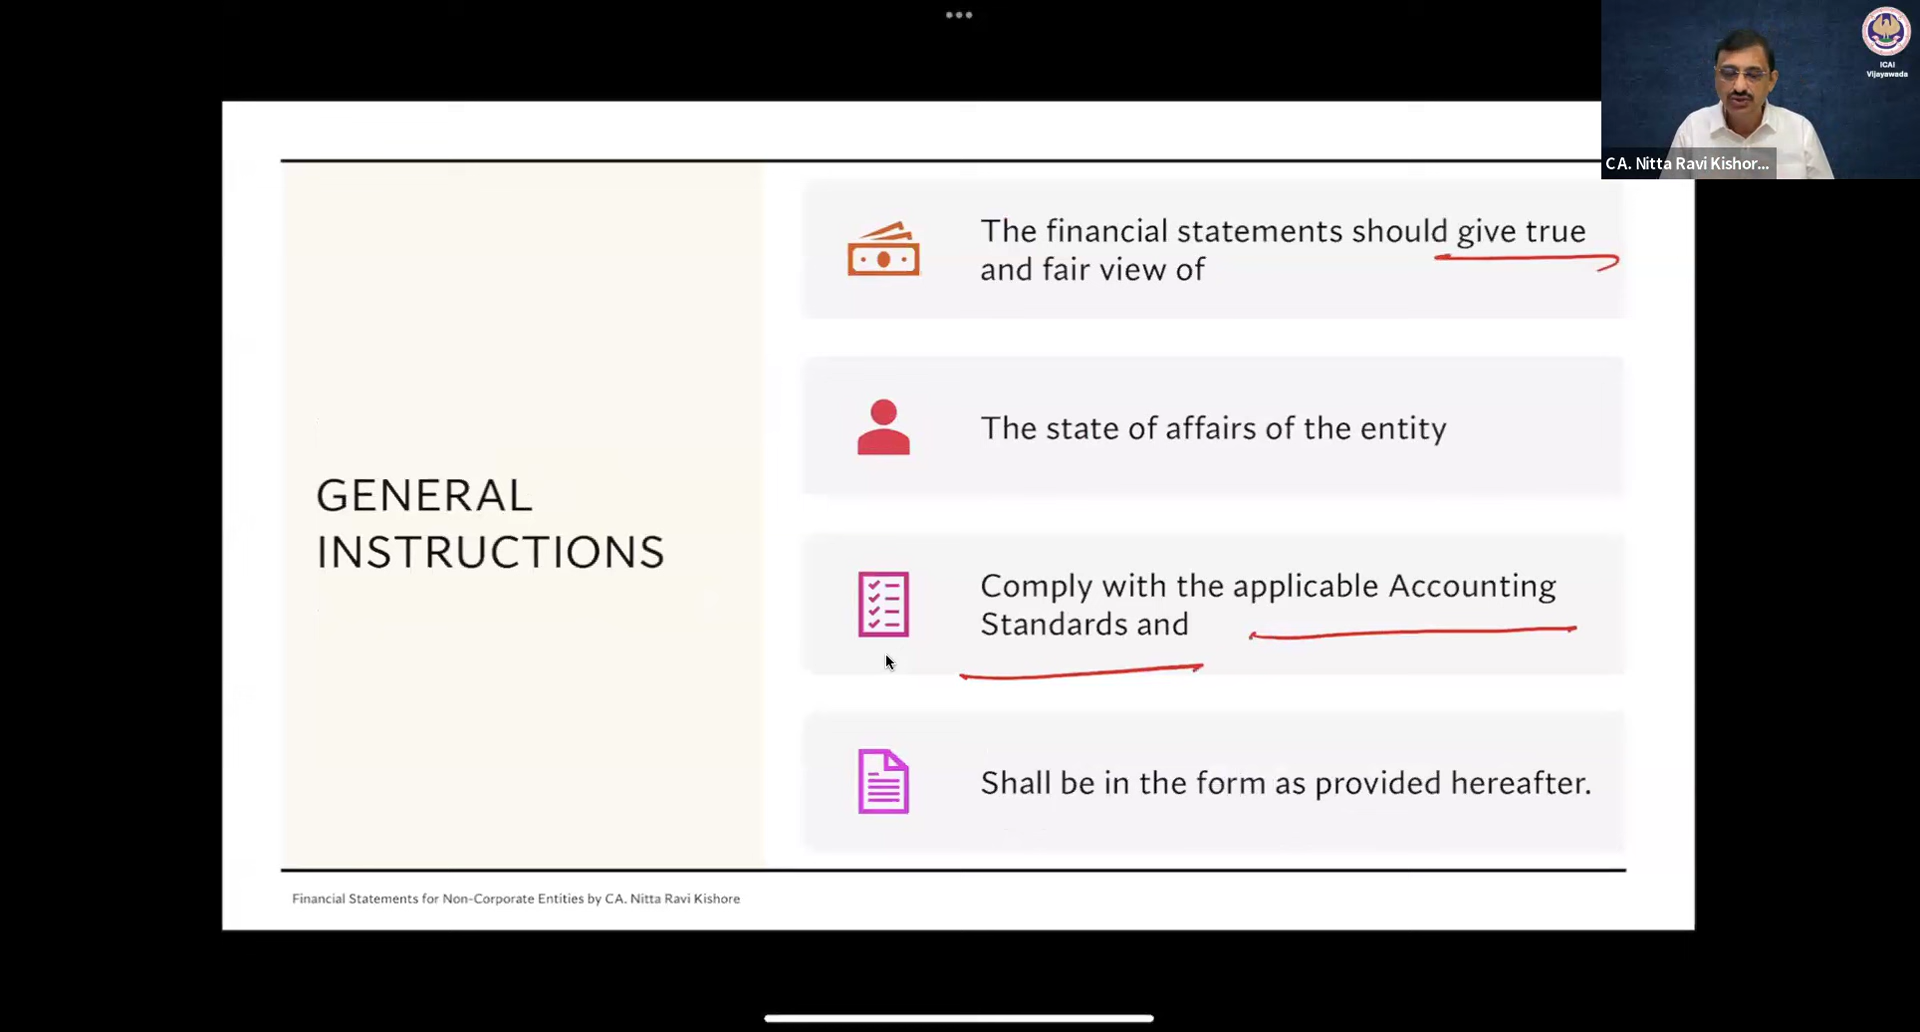 ICAI
Vijayawada
CA. Nitta Ravi Kishor...
The financial statements should give true
and fair view of
The state of affairs of the entity
GENERAL
INSTRUCTIONS
Comply with the applicable Accounting
Standards and
Shall be in the form as provided hereafter.
Financial Statements for Non-Corporate Entities by CA. Nitta Ravi Kishore